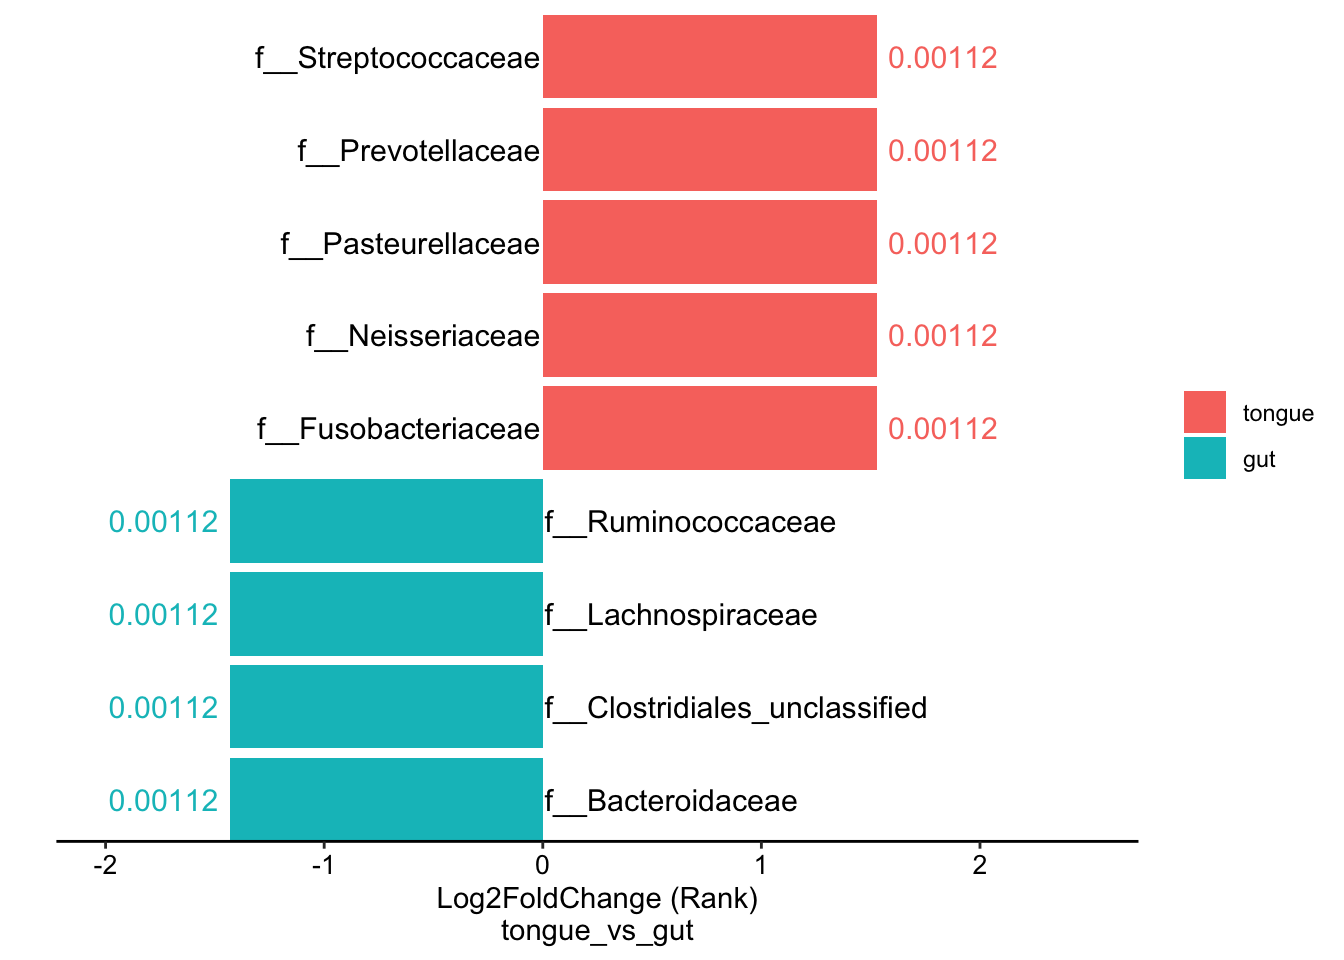 f__Streptococcaceae 0.00112
f__Prevotellaceae 0.00112
f__Pasteurellaceae 0.00112
f__Neisseriaceae 0.00112
f__Fusobacteriaceae 0.00112
0.00112 f__Ruminococcaceae
0.00112 f__Lachnospiraceae
0.00112 f__Clostridiales_unclassified
0.00112 f__Bacteroidaceae
-2 -1 0 1 2
Log2FoldChange (Rank)
tongue_vs_gut
tongue
gut